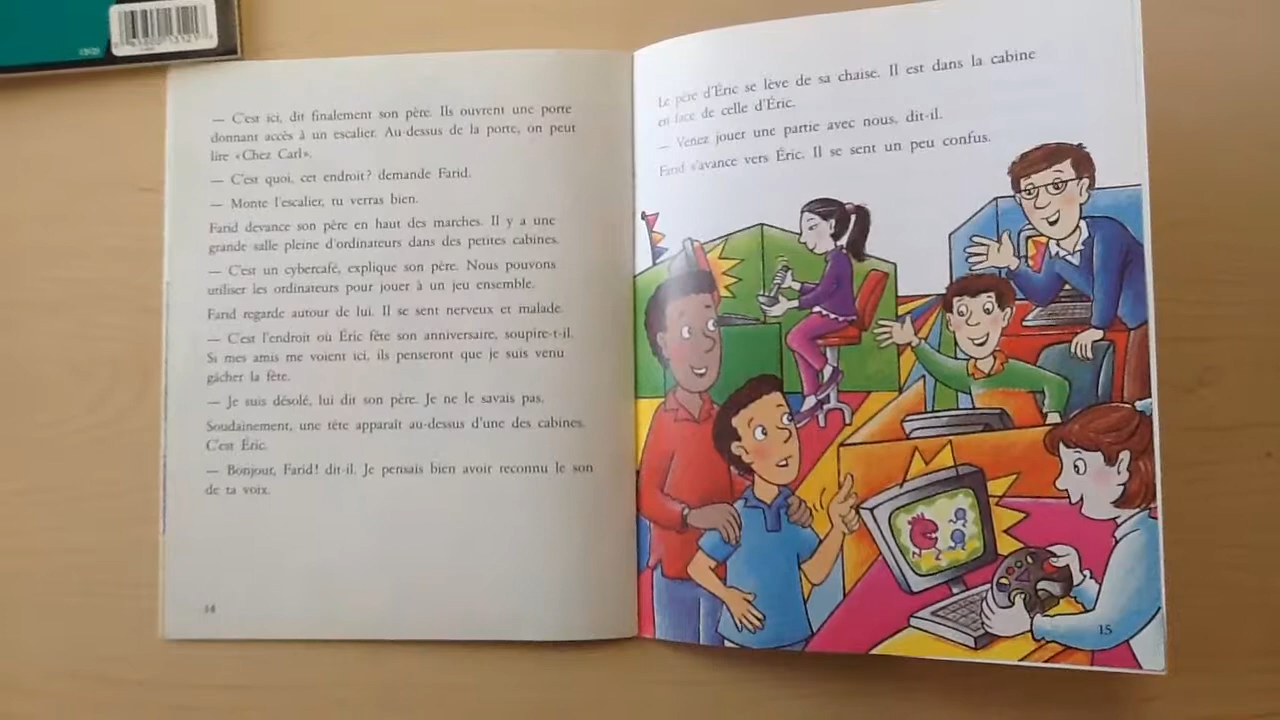 — C'est ici, dit finalement son père. Ils ouvrent une porte
donnant accès à un escalier. Au-dessus de la porte, on peut
lire «Chez Carl».
— C'est quoi, cet endroit? demande Farid.
— Monte l'escalier, tu verras bien.
Farid devance son père en haut des marches. Il y a une
grande salle pleine d'ordinateurs dans des petites cabines.
— C'est un cybercafé, explique son père. Nous pouvons
utiliser les ordinateurs pour jouer à un jeu ensemble.
Farid regarde autour de lui. Il se sent nerveux et malade.
— C'est l'endroit où Éric fête son anniversaire, soupire-t-il.
Si mes amis me voient ici, ils penseront que je suis venu
gâcher la fête.
— Je suis désolé, lui dit son père. Je ne le savais pas.
Soudainement, une tête apparaît au-dessus d'une des cabines.
C'est Éric.
— Bonjour, Farid! dit-il. Je pensais bien avoir reconnu le son
de ta voix.
14
Le père d'Éric se lève de sa chaise. Il est dans la cabine
en face de celle d'Éric.
— Venez jouer une partie avec nous, dit-il.
Farid s'avance vers Éric. Il se sent un peu confus.
15